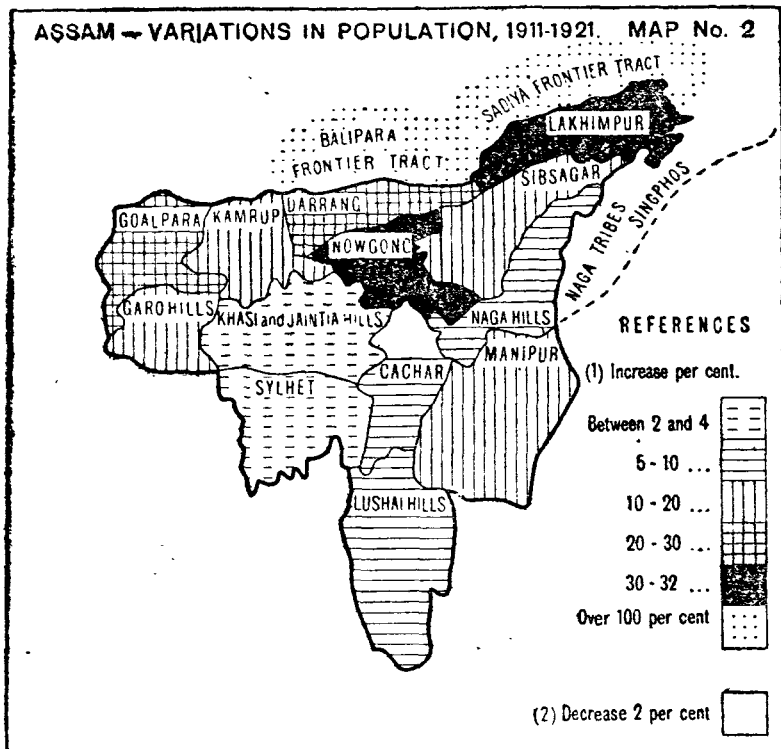 ASSAM — VARIATIONS IN POPULATION, 1911-1921. MAP No. 2
SADIYA FRONTIER TRACT
LAKHIMPUR
BALIPARA
FRONTIER TRACT
SIBSAGAR
DARRANG
GOALPARA
KAMRUP
NOWGONG
NAGA TRIBES
SINGPHOS
GARO HILLS
KHASI and JAINTIA HILLS
NAGA HILLS
MANIPUR
CACHAR
SYLHET
LUSHAI HILLS
REFERENCES
(1) Increase per cent.
Between 2 and 4
5 - 10 ...
10 - 20 ...
20 - 30 ...
30 - 32 ...
Over 100 per cent
(2) Decrease 2 per cent